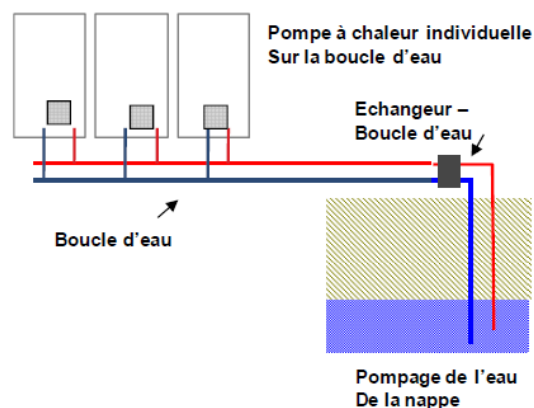 Pompe à chaleur individuelle
Sur la boucle d'eau
Echangeur –
Boucle d'eau
Boucle d'eau
Pompage de l'eau
De la nappe